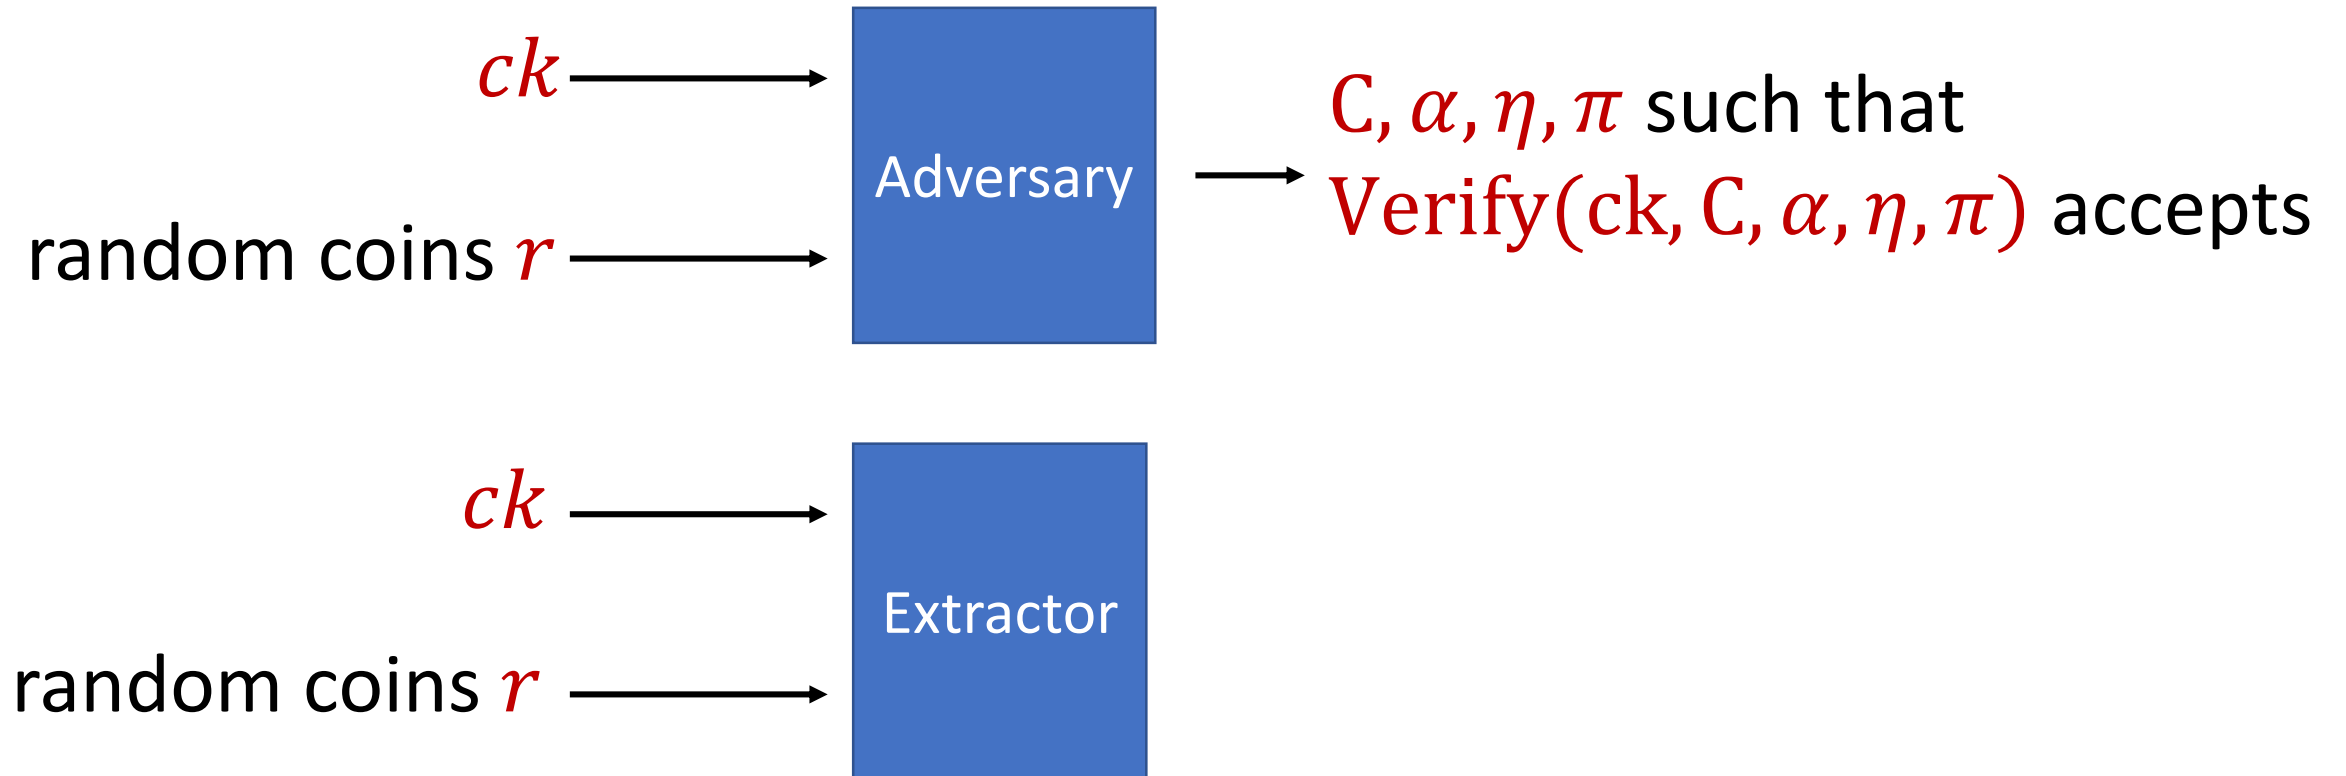 ck
random coins r
Adversary
C, α, η, π such that
Verify(ck, C, α, η, π) accepts
ck
random coins r
Extractor